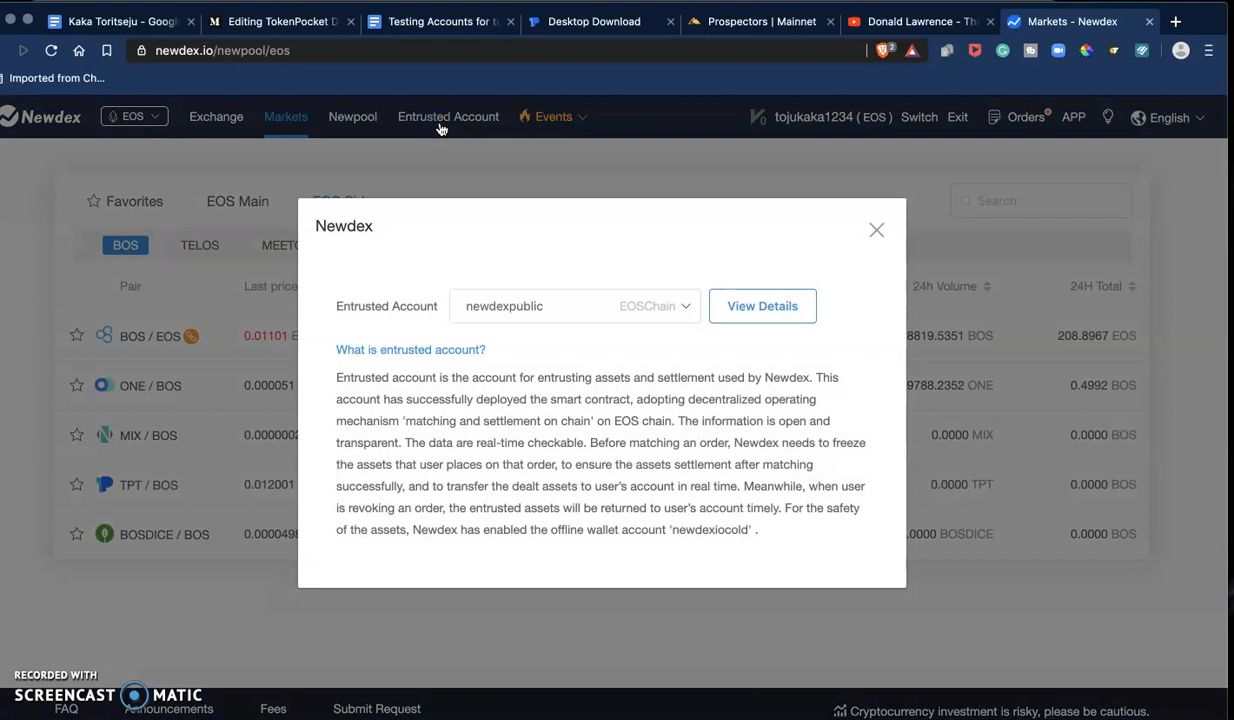 Kaka Toritseju - Googl
Editing TokenPocket D
Testing Accounts for tu
Desktop Download
Prospectors | Mainnet
Donald Lawrence - The
Markets - Newdex
newdex.io/newpool/eos
2
Imported from Ch...
Newdex
EOS
Exchange
Markets
Newpool
Entrusted Account
Events
tojukaka1234 ( EOS )
Switch
Exit
Orders
APP
English
Favorites
EOS Main
Search
BOS
TELOS
Pair
Last price
24h Volume
24H Total
BOS / EOS
0.01101
8819.5351 BOS
208.8967 EOS
ONE / BOS
0.000051
9788.2352 ONE
0.4992 BOS
MIX / BOS
0.0000002
0.0000 MIX
0.0000 BOS
TPT / BOS
0.012001
0.0000 TPT
0.0000 BOS
BOSDICE / BOS
0.0000498
.0000 BOSDICE
0.0000 BOS
Newdex
Entrusted Account
newdexpublic
EOSChain
View Details
What is entrusted account?
Entrusted account is the account for entrusting assets and settlement used by Newdex. This
account has successfully deployed the smart contract, adopting decentralized operating
mechanism 'matching and settlement on chain' on EOS chain. The information is open and
transparent. The data are real-time checkable. Before matching an order, Newdex needs to freeze
the assets that user places on that order, to ensure the assets settlement after matching
successfully, and to transfer the dealt assets to user's account in real time. Meanwhile, when user
is revoking an order, the entrusted assets will be returned to user's account timely. For the safety
of the assets, Newdex has enabled the offline wallet account 'newdexiocold' .
RECORDED WITH
SCREENCAST MATIC
FAQ
Announcements
Fees
Submit Request
Cryptocurrency investment is risky, please be cautious.